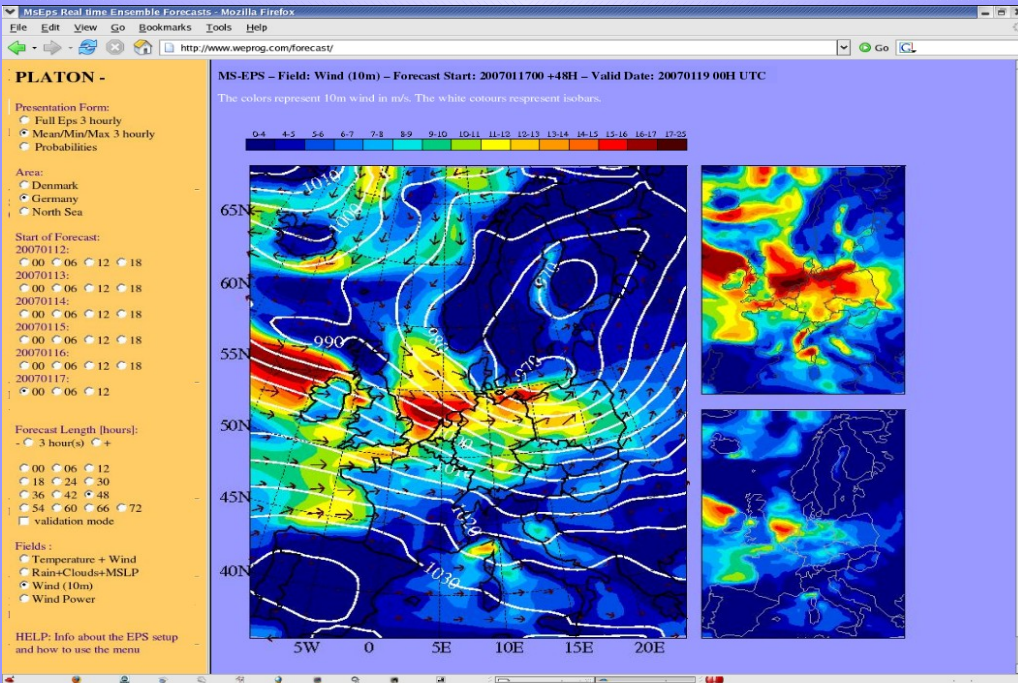 MsEps Real time Ensemble Forecasts - Mozilla Firefox
File Edit View Go Bookmarks Tools Help
http://www.weprog.com/forecast/
Go
PLATON -
Presentation Form:
Full Eps 3 hourly
Mean/Min/Max 3 hourly
Probabilities
Area:
Denmark
Germany
North Sea
Start of Forecast:
20070112:
00 06 12 18
20070113:
00 06 12 18
20070114:
00 06 12 18
20070115:
00 06 12 18
20070116:
00 06 12 18
20070117:
00 06 12
Forecast Length [hours]:
- 3 hour(s) +
00 06 12
18 24 30
36 42 48
54 60 66 72
validation mode
Fields :
Temperature + Wind
Rain+Clouds+MSLP
Wind (10m)
Wind Power
HELP: Info about the EPS setup
and how to use the menu
MS-EPS – Field: Wind (10m) – Forecast Start: 2007011700 +48H – Valid Date: 20070119 00H UTC
The colors represent 10m wind in m/s. The white cotours respresent isobars.
0-4 4-5 5-6 6-7 7-8 8-9 9-10 10-11 11-12 12-13 13-14 14-15 15-16 16-17 17-25
1010
1000
65N
60N
970
990
980
55N
970
50N
1010
45N
1020
40N
1030
5W 0 5E 10E 15E 20E